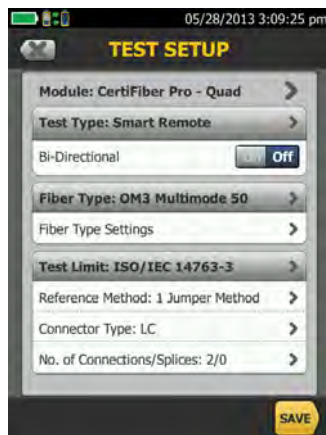 05/28/2013 3:09:25 pm
TEST SETUP
Module: CertiFiber Pro - Quad
Test Type: Smart Remote
Bi-Directional
On Off
Fiber Type: OM3 Multimode 50
Fiber Type Settings
Test Limit: ISO/IEC 14763-3
Reference Method: 1 Jumper Method
Connector Type: LC
No. of Connections/Splices: 2/0
SAVE